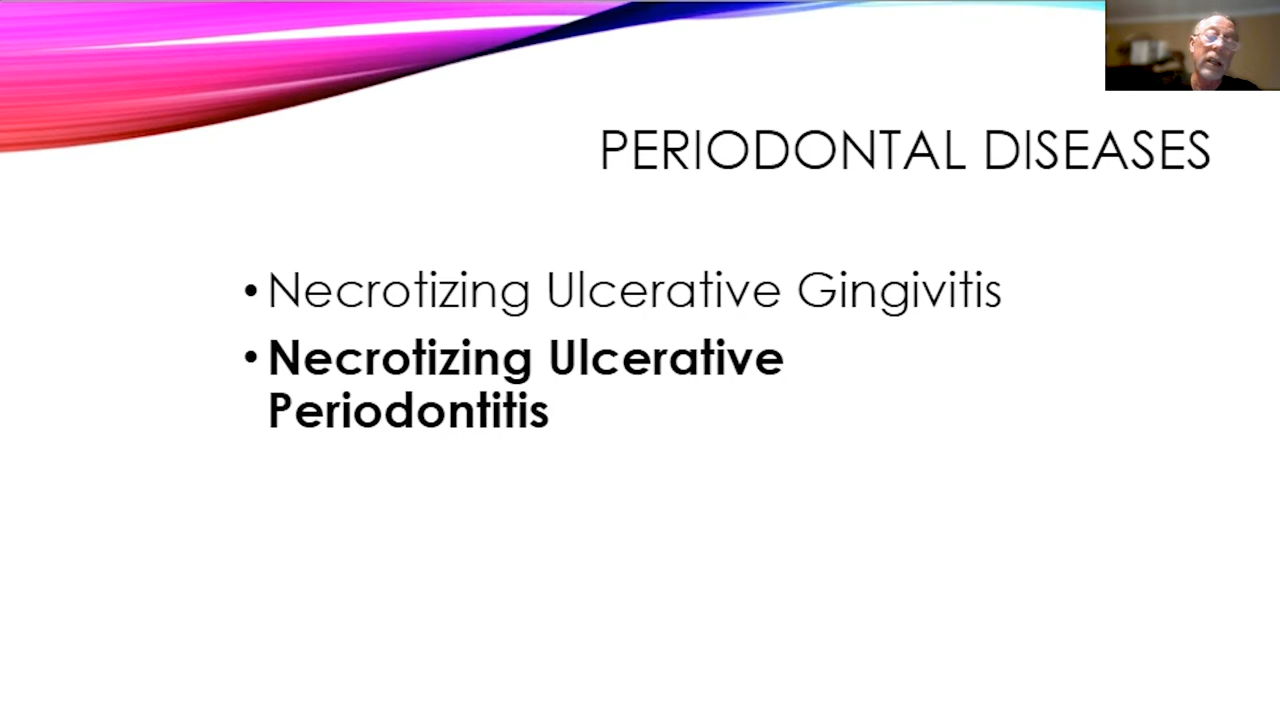 PERIODONTAL DISEASES
• Necrotizing Ulcerative Gingivitis
• Necrotizing Ulcerative
Periodontitis